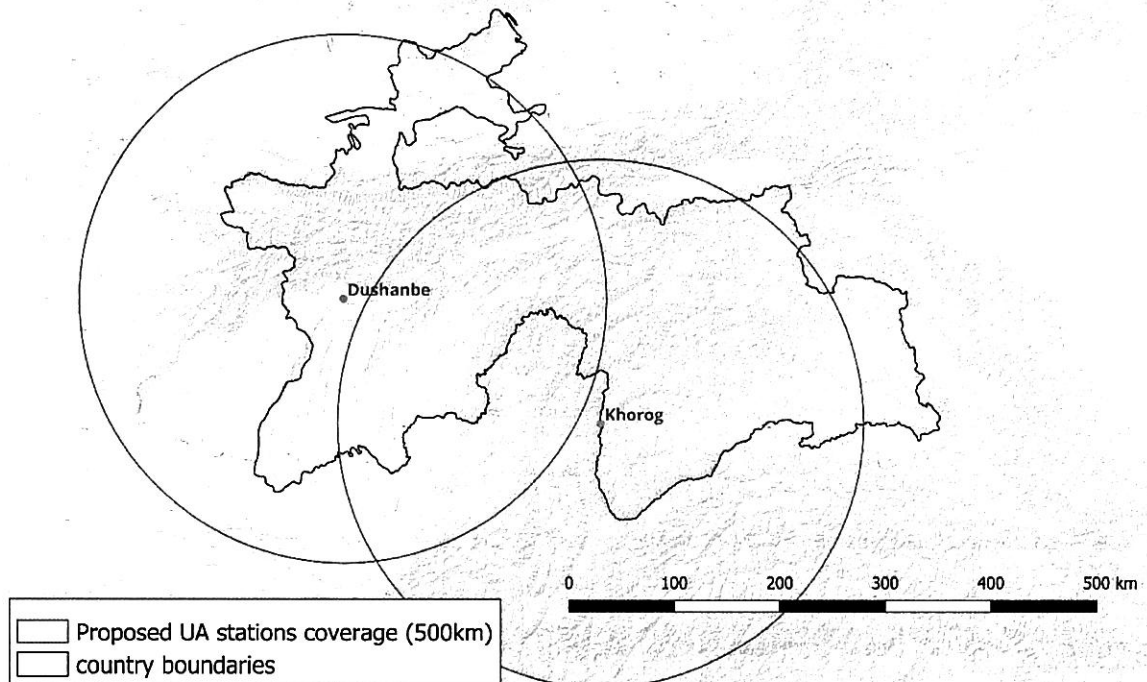 Dushanbe
Khorog
0 100 200 300 400 500 km
Proposed UA stations coverage (500km)
country boundaries